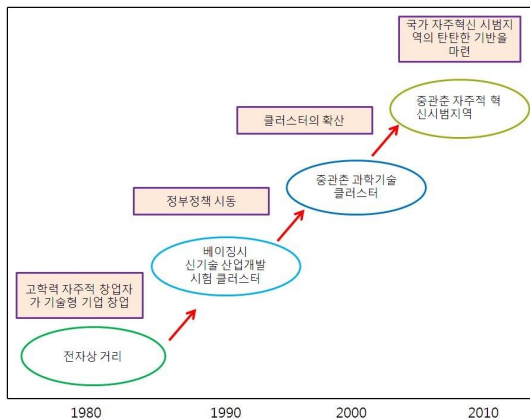 국가 자주혁신 시범지
역의 탄탄한 기반을
마련
중관춘 자주적 혁
신시범지역
클러스터의 확산
중관촌 과학기술
클러스터
정부정책 시동
베이징시
신기술 산업개발
시험 클러스터
고학력 자주적 창업자
가 기술형 기업 창업
전자상 거리
1980
1990
2000
2010